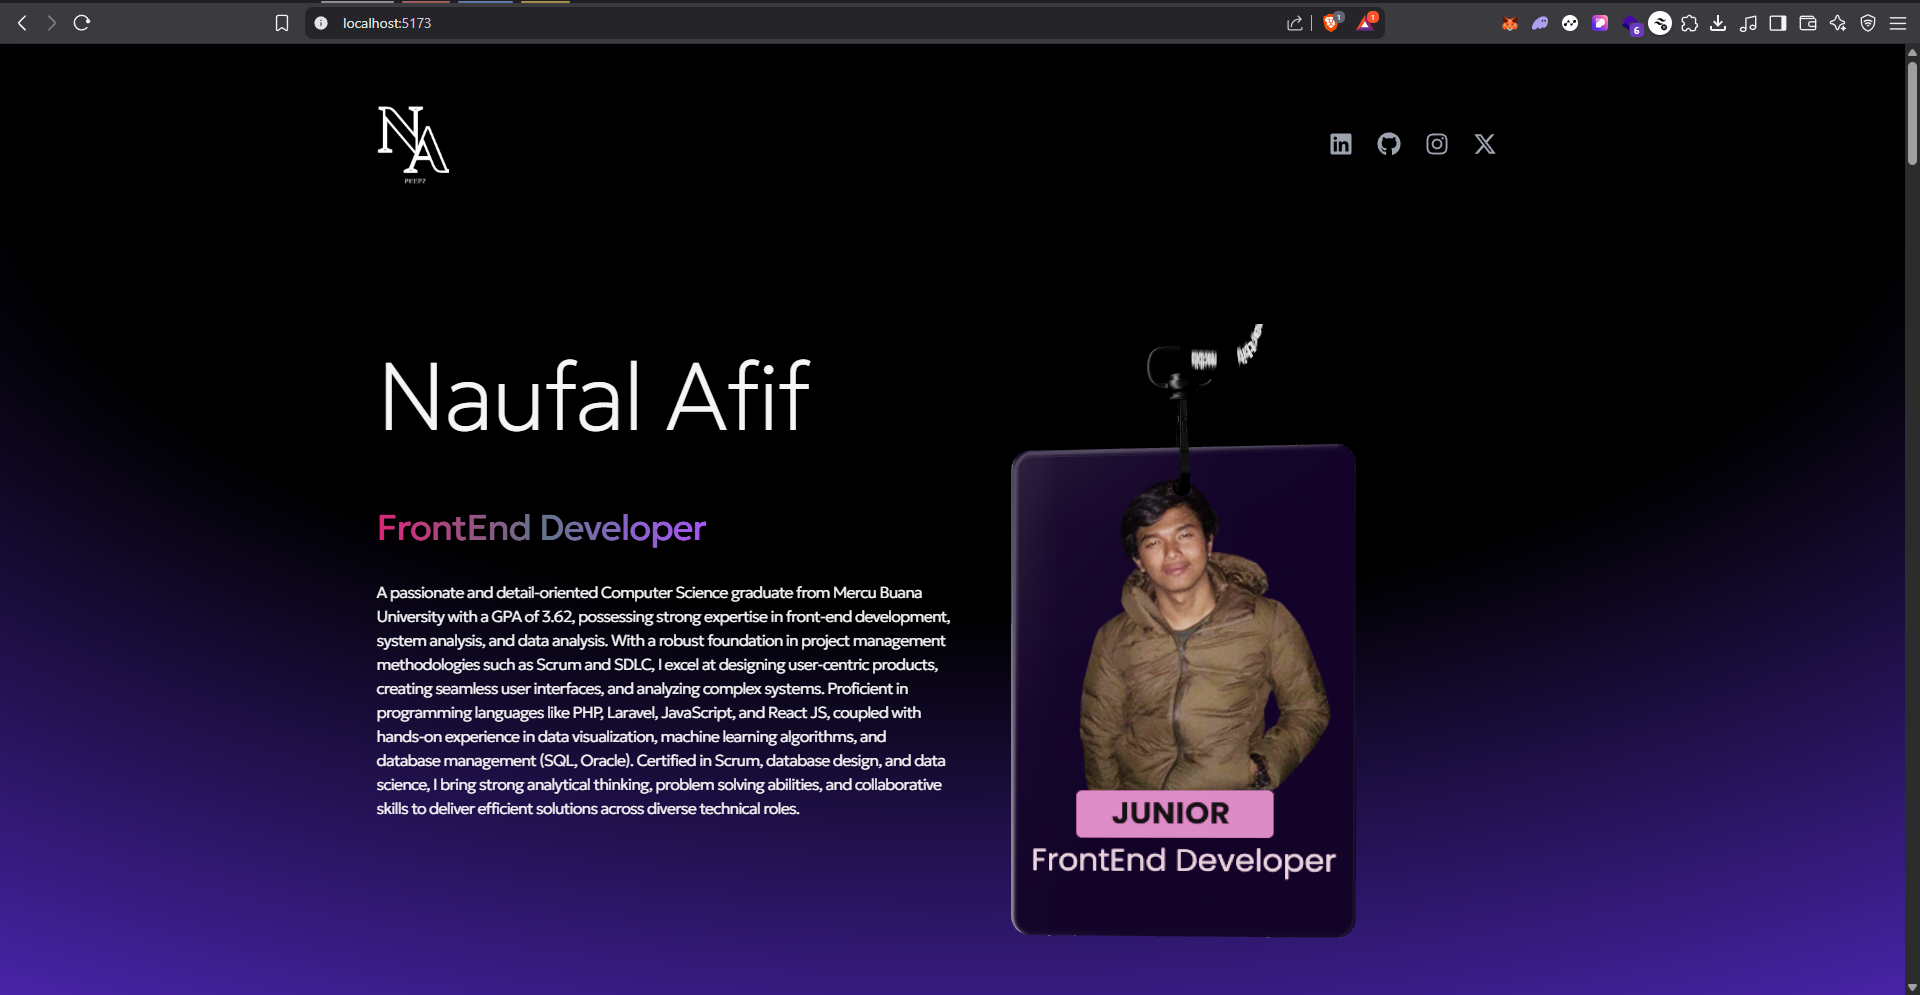 localhost:5173
1
1
6
NA
PEEPZ
Naufal Afif
FrontEnd Developer
A passionate and detail-oriented Computer Science graduate from Mercu Buana
University with a GPA of 3.62, possessing strong expertise in front-end development,
system analysis, and data analysis. With a robust foundation in project management
methodologies such as Scrum and SDLC, I excel at designing user-centric products,
creating seamless user interfaces, and analyzing complex systems. Proficient in
programming languages like PHP, Laravel, JavaScript, and React JS, coupled with
hands-on experience in data visualization, machine learning algorithms, and
database management (SQL, Oracle). Certified in Scrum, database design, and data
science, I bring strong analytical thinking, problem solving abilities, and collaborative
skills to deliver efficient solutions across diverse technical roles.
JUNIOR
FrontEnd Developer